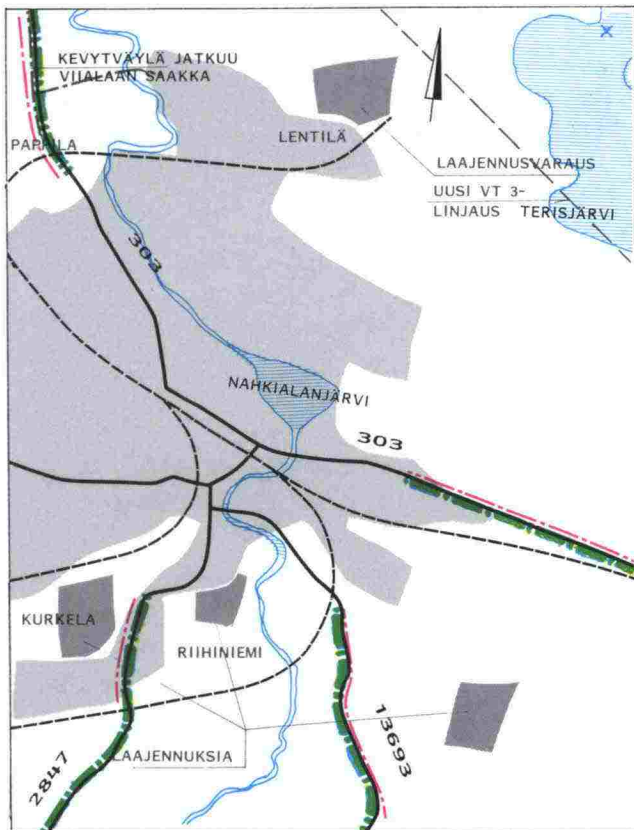 KEVYTVÄYLÄ JATKUU
VIIALAAN SAAKKA
PAPPILA
LENTILÄ
LAAJENNUSVARAUS
UUSI VT 3-
LINJAUS TERISJÄRVI
303
NAHKIALANJÄRVI
303
KURKELA
RIIHINIEMI
LAAJENNUKSIA
2847
13693